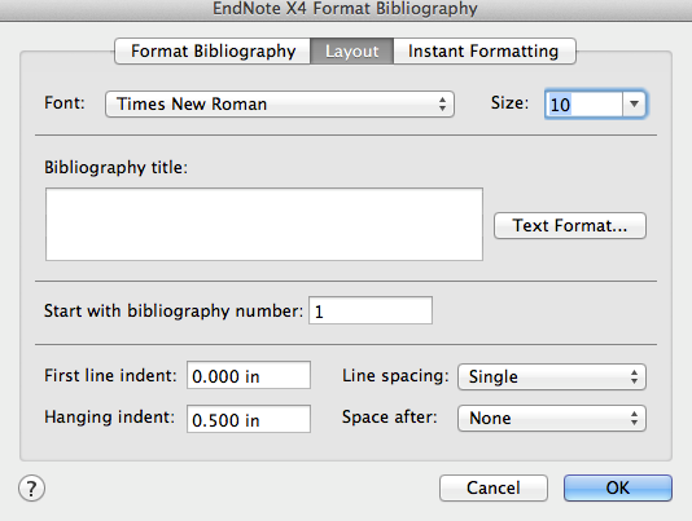 EndNote X4 Format Bibliography
Format Bibliography Layout Instant Formatting
Font: Times New Roman Size: 10
Bibliography title:
Text Format...
Start with bibliography number: 1
First line indent: 0.000 in Line spacing: Single
Hanging indent: 0.500 in Space after: None
? Cancel OK